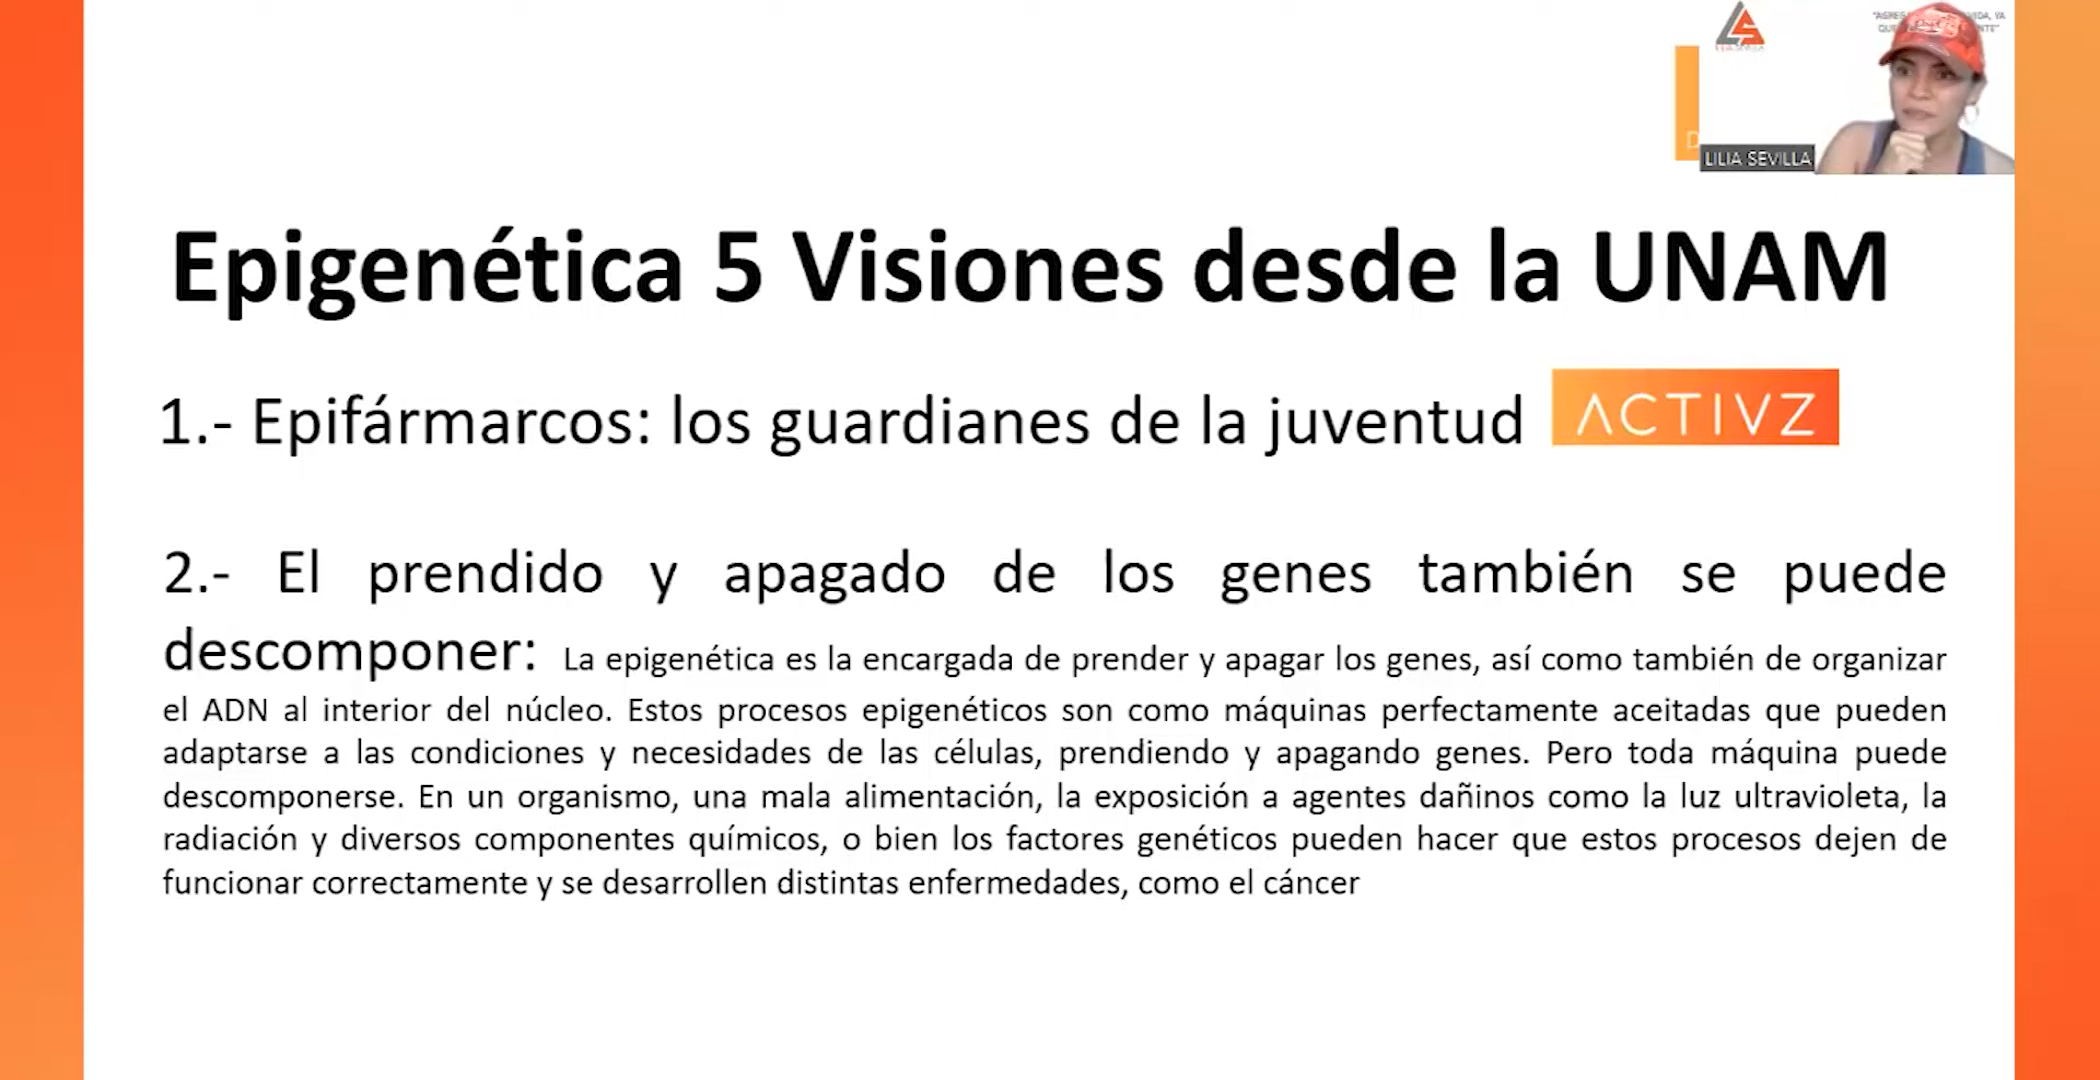 "AGREGA VIDA, YA
LILIA SEVILLA
Epigenética 5 Visiones desde la UNAM
1.- Epifármarcos: los guardianes de la juventud ACTIVZ
2.- El prendido y apagado de los genes también se puede
descomponer: La epigenética es la encargada de prender y apagar los genes, así como también de organizar
el ADN al interior del núcleo. Estos procesos epigenéticos son como máquinas perfectamente aceitadas que pueden
adaptarse a las condiciones y necesidades de las células, prendiendo y apagando genes. Pero toda máquina puede
descomponerse. En un organismo, una mala alimentación, la exposición a agentes dañinos como la luz ultravioleta, la
radiación y diversos componentes químicos, o bien los factores genéticos pueden hacer que estos procesos dejen de
funcionar correctamente y se desarrollen distintas enfermedades, como el cáncer